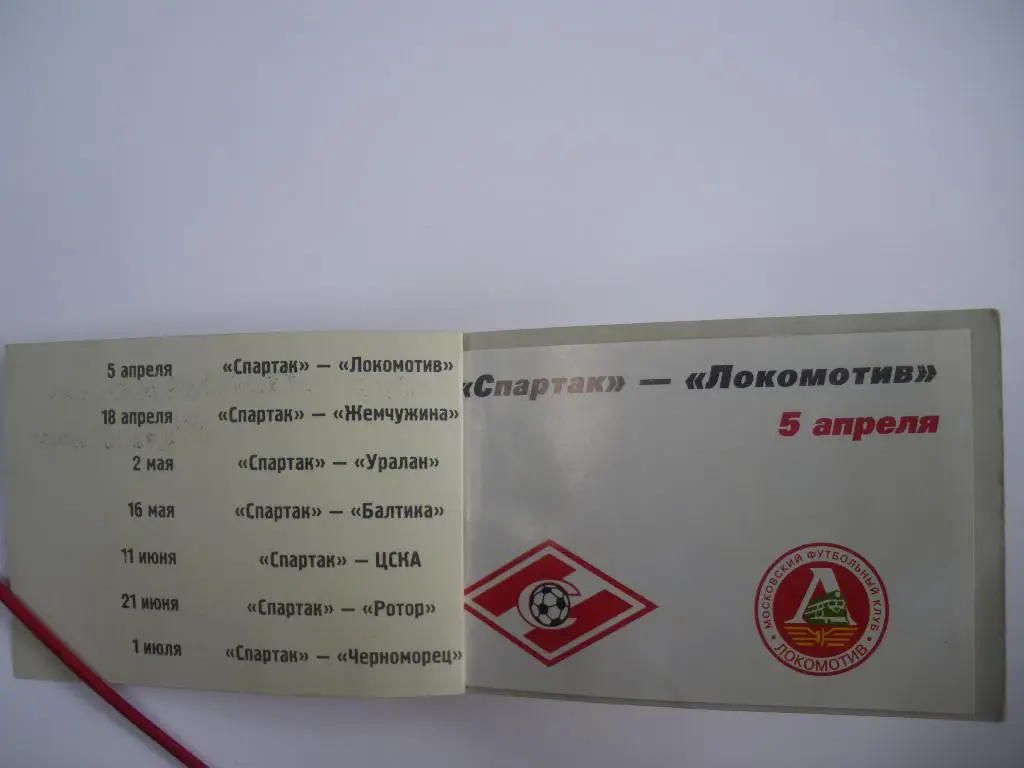 5 апреля «Спартак» — «Локомотив»
18 апреля «Спартак» — «Жемчужина»
2 мая «Спартак» — «Уралан»
16 мая «Спартак» — «Балтика»
11 июня «Спартак» — ЦСКА
21 июня «Спартак» — «Ротор»
1 июля «Спартак» — «Черноморец»
«Спартак» — «Локомотив»
5 апреля
МОСКОВСКИЙ ФУТБОЛЬНЫЙ КЛУБ
• ЛОКОМОТИВ •